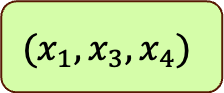 (x₁, x₃, x₄)